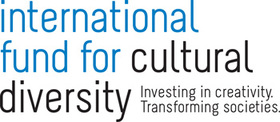 international
fund for cultural
diversity
Investing in creativity.
Transforming societies.